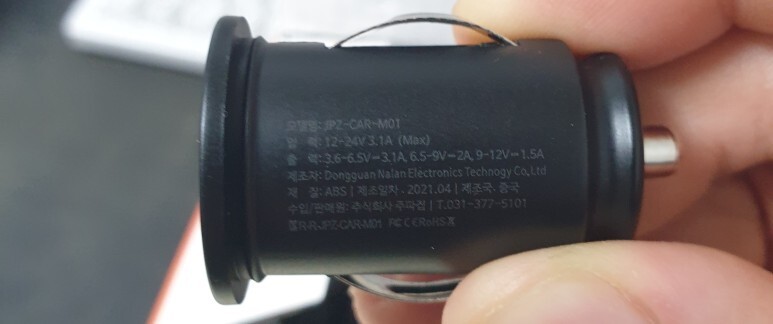 모델명: JPZ-CAR-M01
입 력: 12-24V 3.1A (Max)
출 력: 3.6-6.5V⎓3.1A, 6.5-9V⎓2A, 9-12V⎓1.5A
제조자: Dongguan Nalan Electronics Technogy Co,.Ltd
재 질: ABS | 제조일자 : 2021.04 | 제조국: 중국
수입/판매원: 주식회사 주파집 | T.031-377-5101
R-R-JPZ-CAR-M01 FC CE RoHS